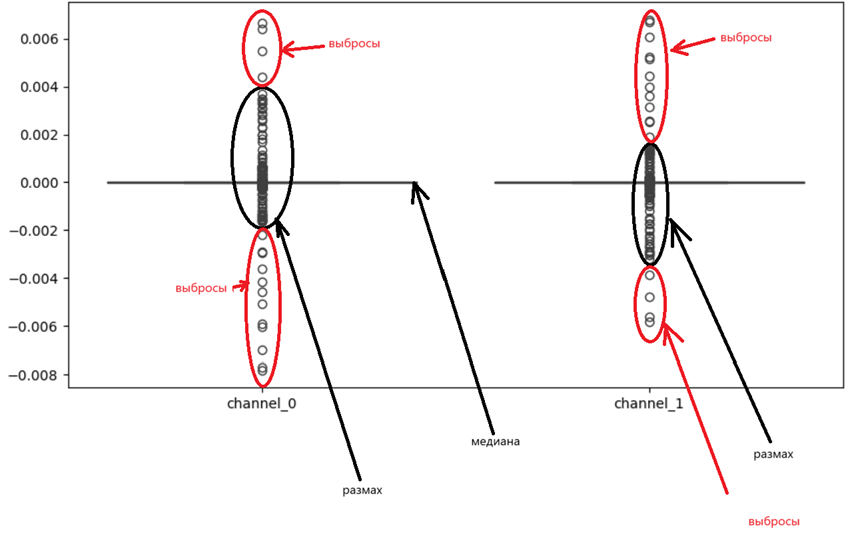 0.006
0.004
0.002
0.000
−0.002
−0.004
−0.006
−0.008
выбросы
выбросы
выбросы
channel_0
channel_1
медиана
размах
размах
выбросы